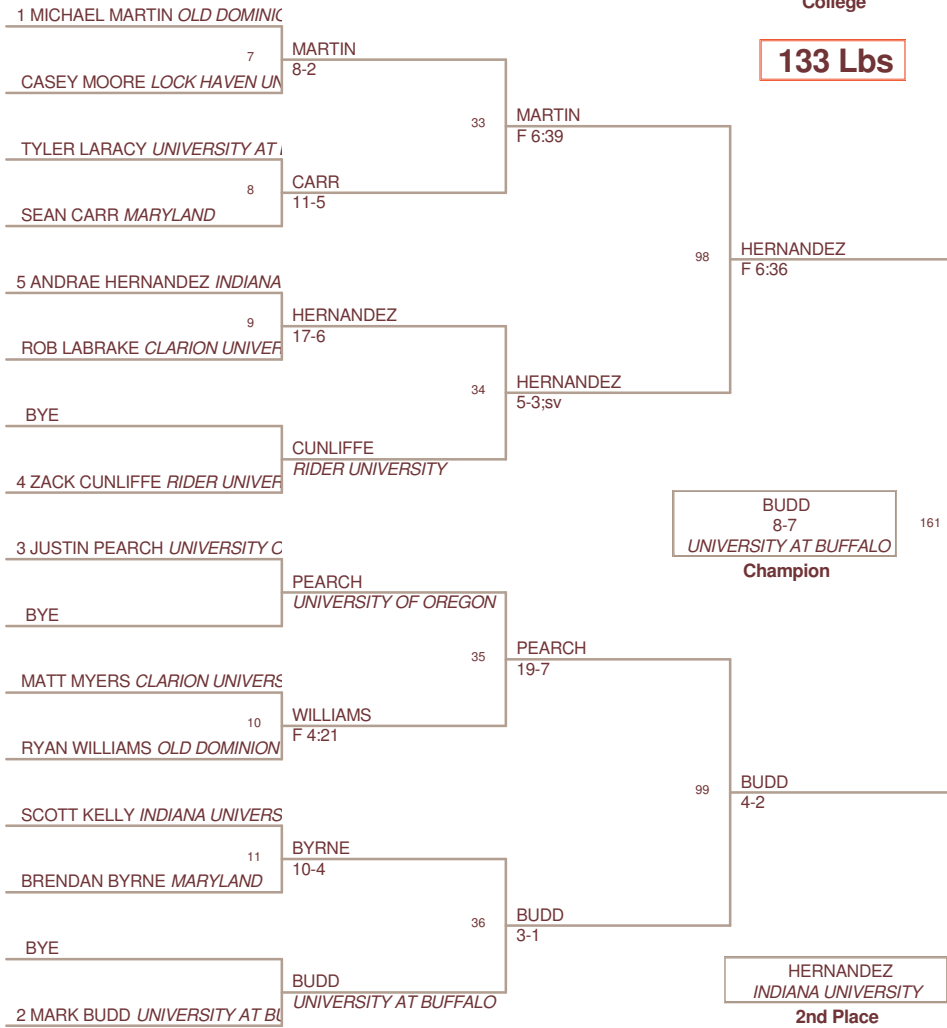 College
133 Lbs
1 MICHAEL MARTIN OLD DOMINIC
7
MARTIN
8-2
CASEY MOORE LOCK HAVEN UN
33
MARTIN
F 6:39
TYLER LARACY UNIVERSITY AT
8
CARR
11-5
SEAN CARR MARYLAND
98
HERNANDEZ
F 6:36
5 ANDRAE HERNANDEZ INDIANA
9
HERNANDEZ
17-6
ROB LABRAKE CLARION UNIVER
34
HERNANDEZ
5-3;sv
BYE
CUNLIFFE
RIDER UNIVERSITY
4 ZACK CUNLIFFE RIDER UNIVER
BUDD
8-7
UNIVERSITY AT BUFFALO
161
Champion
3 JUSTIN PEARCH UNIVERSITY O
PEARCH
UNIVERSITY OF OREGON
BYE
35
PEARCH
19-7
MATT MYERS CLARION UNIVERS
10
WILLIAMS
F 4:21
RYAN WILLIAMS OLD DOMINION
99
BUDD
4-2
SCOTT KELLY INDIANA UNIVERS
11
BYRNE
10-4
BRENDAN BYRNE MARYLAND
36
BUDD
3-1
BYE
BUDD
UNIVERSITY AT BUFFALO
2 MARK BUDD UNIVERSITY AT BU
HERNANDEZ
INDIANA UNIVERSITY
2nd Place